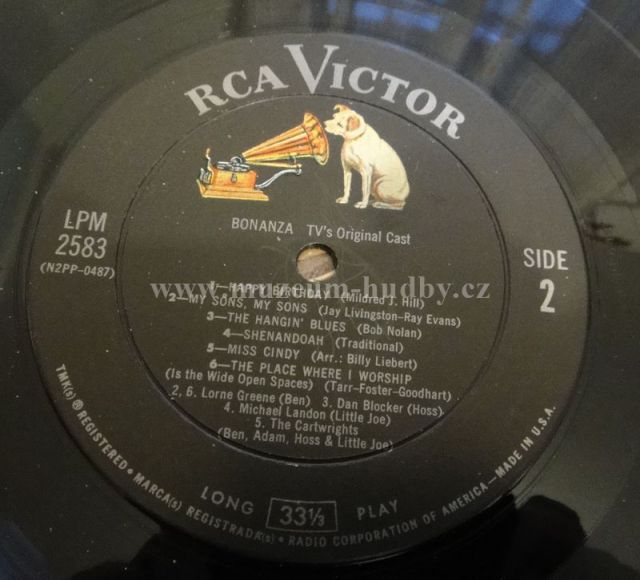 RCA VICTOR
BONANZA TV's Original Cast
LPM
2583
(N2PP-0487)
SIDE
2
www.museum-hudby.cz
1—HAPPY BIRTHDAY (Mildred J. Hill)
2—MY SONS, MY SONS (Jay Livingston-Ray Evans)
3—THE HANGIN' BLUES (Bob Nolan)
4—SHENANDOAH (Traditional)
5—MISS CINDY (Arr.: Billy Liebert)
6—THE PLACE WHERE I WORSHIP
(Is the Wide Open Spaces) (Tarr-Foster-Goodhart)
2, 6. Lorne Greene (Ben) 3. Dan Blocker (Hoss)
4. Michael Landon (Little Joe)
5. The Cartwrights
(Ben, Adam, Hoss & Little Joe)
LONG 33⅓ PLAY
TMK(s) ® REGISTERED • MARCA(s) REGISTRADA(s) • RADIO CORPORATION OF AMERICA—MADE IN U.S.A.